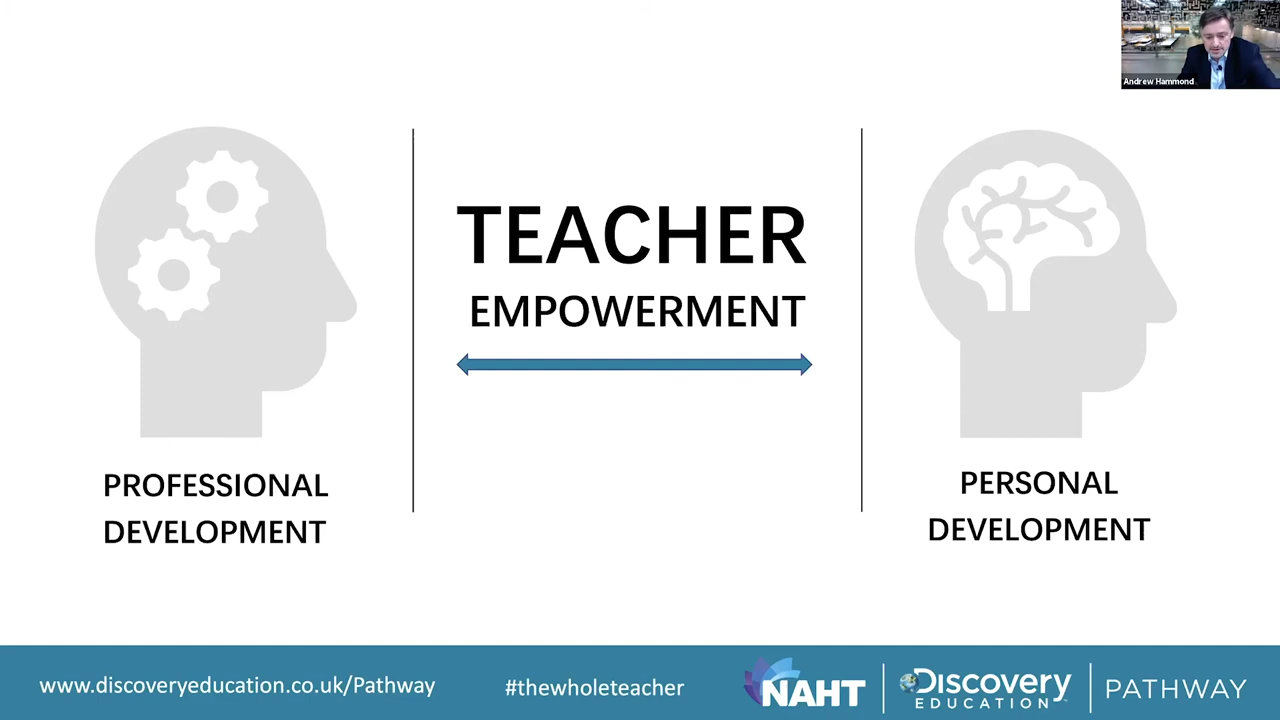 Andrew Hammond
TEACHER
EMPOWERMENT
PROFESSIONAL
DEVELOPMENT
PERSONAL
DEVELOPMENT
www.discoveryeducation.co.uk/Pathway
#thewholeteacher
NAHT
Discovery
EDUCATION
PATHWAY